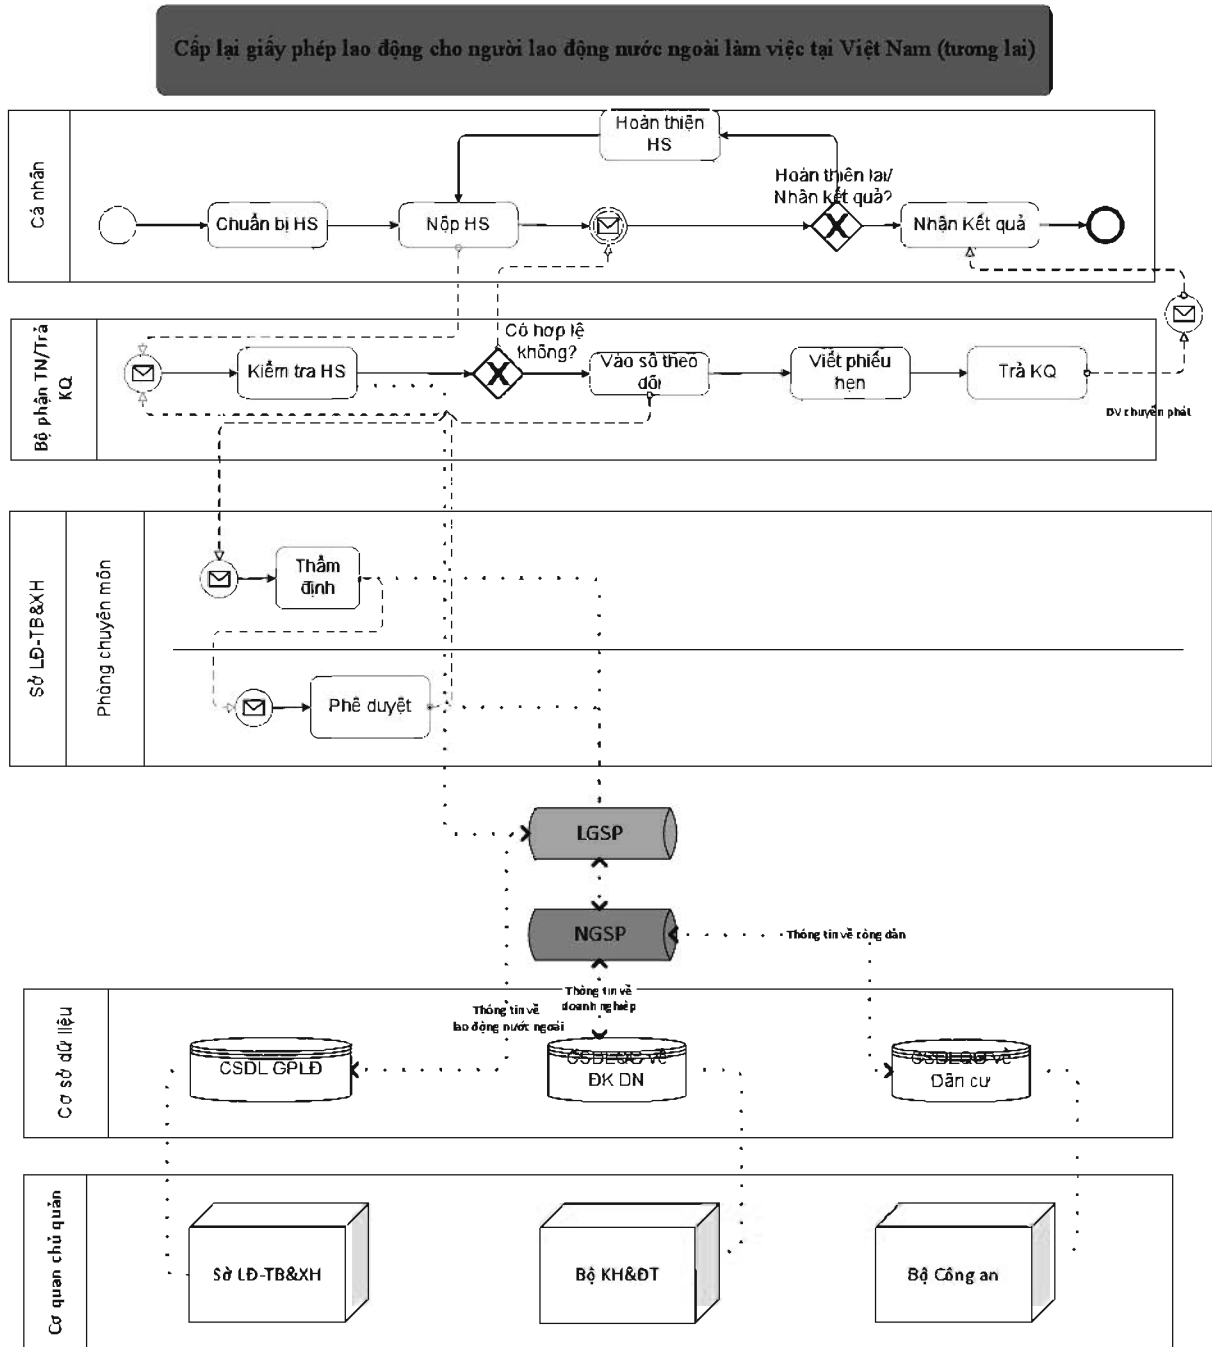 Cấp lại giấy phép lao động cho người lao động nước ngoài làm việc tại Việt Nam (tương lai)
Cá nhân
Hoàn thiện
HS
Hoàn thiện lại/
Nhận kết quả?
Chuẩn bị HS
Nộp HS
Nhận Kết quả
Bộ phận TN/Trả
KQ
Có hợp lệ
không?
Kiểm tra HS
Vào sổ theo
dõi
Viết phiếu
hẹn
Trả KQ
DV chuyển phát
Sở LĐ-TB&XH
Phòng chuyên môn
Thẩm
định
Phê duyệt
LGSP
NGSP
Thông tin về công dân
Thông tin về
doanh nghiệp
Thông tin về
lao động nước ngoài
Cơ sở dữ liệu
CSDL GPLĐ
CSDLQG về
ĐK DN
CSDLQG về
Dân cư
Cơ quan chủ quản
Sở LĐ-TB&XH
Bộ KH&ĐT
Bộ Công an